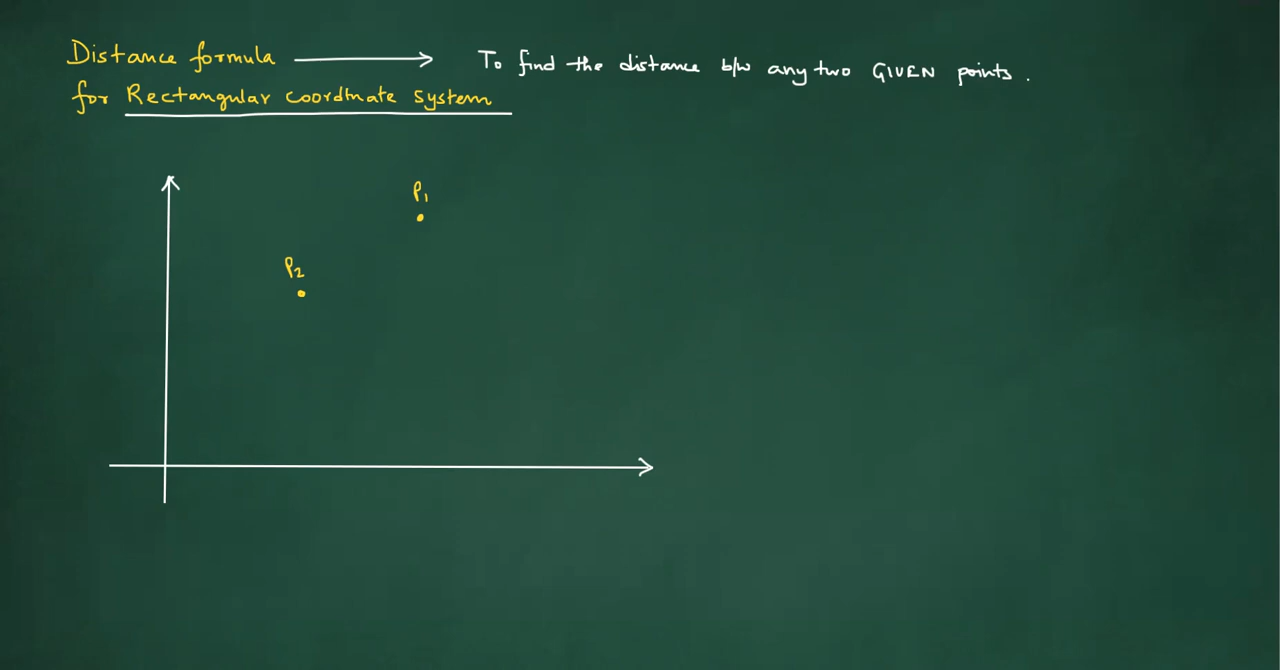 Distance formula → To find the distance b/w any two GIVEN points.
for Rectangular coordinate system
P1
P2